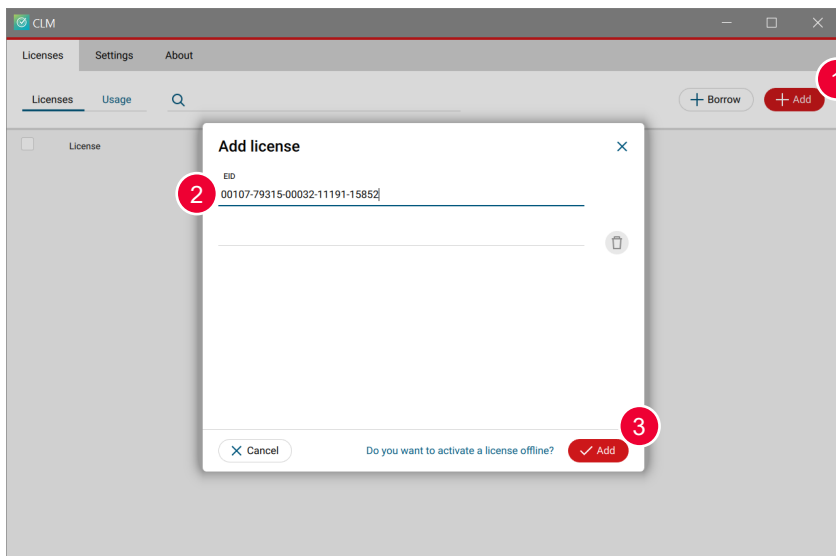 CLM
Licenses Settings About
1
Licenses Usage Borrow Add
License
Add license
EID
2
00107-79315-00032-11191-15852
3
Cancel Do you want to activate a license offline? Add